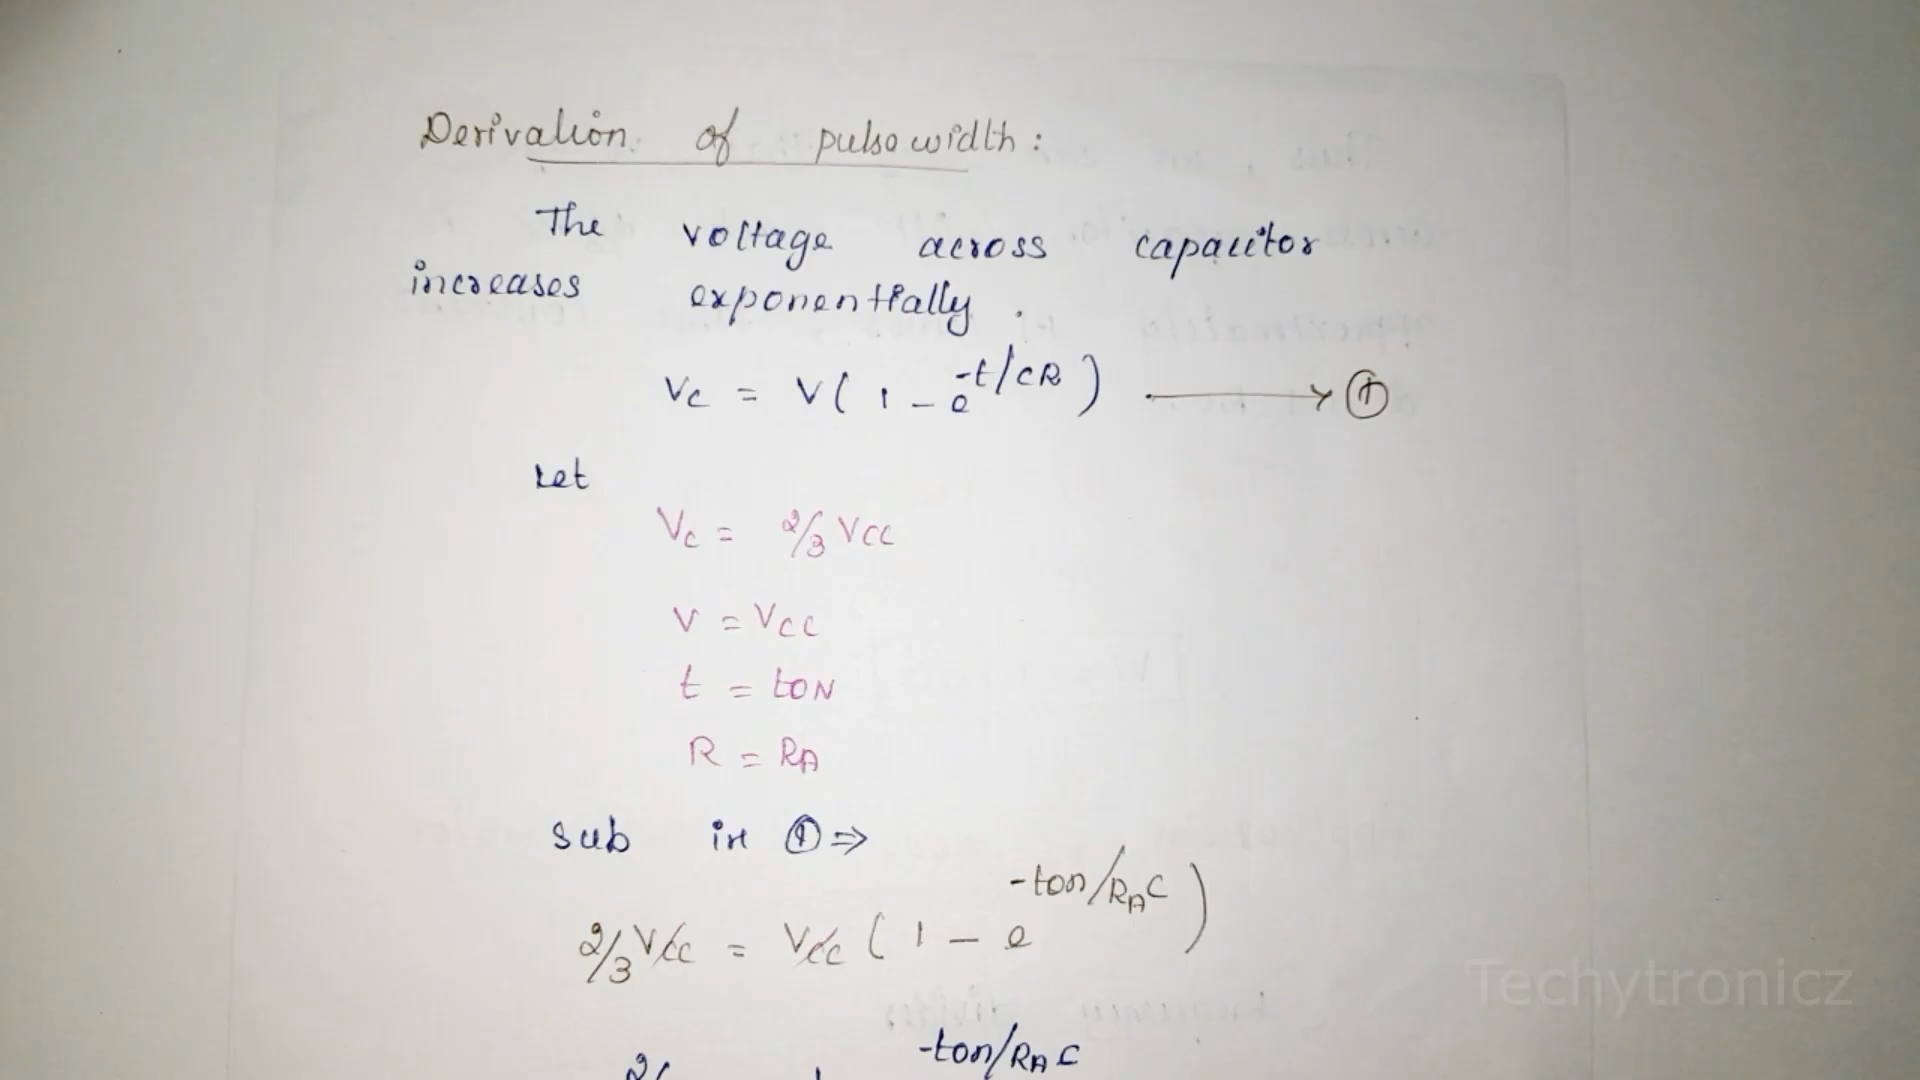 Derivation of pulse width:
The voltage across capacitor
increases exponentially.
Vc = V(1 - e^-t/CR) → ①
Let
Vc = 2/3 Vcc
V = Vcc
t = tON
R = RA
sub in ① ⇒
2/3 Vcc = Vcc (1 - e^-ton/RAC)
-ton/RAC
Techytronicz